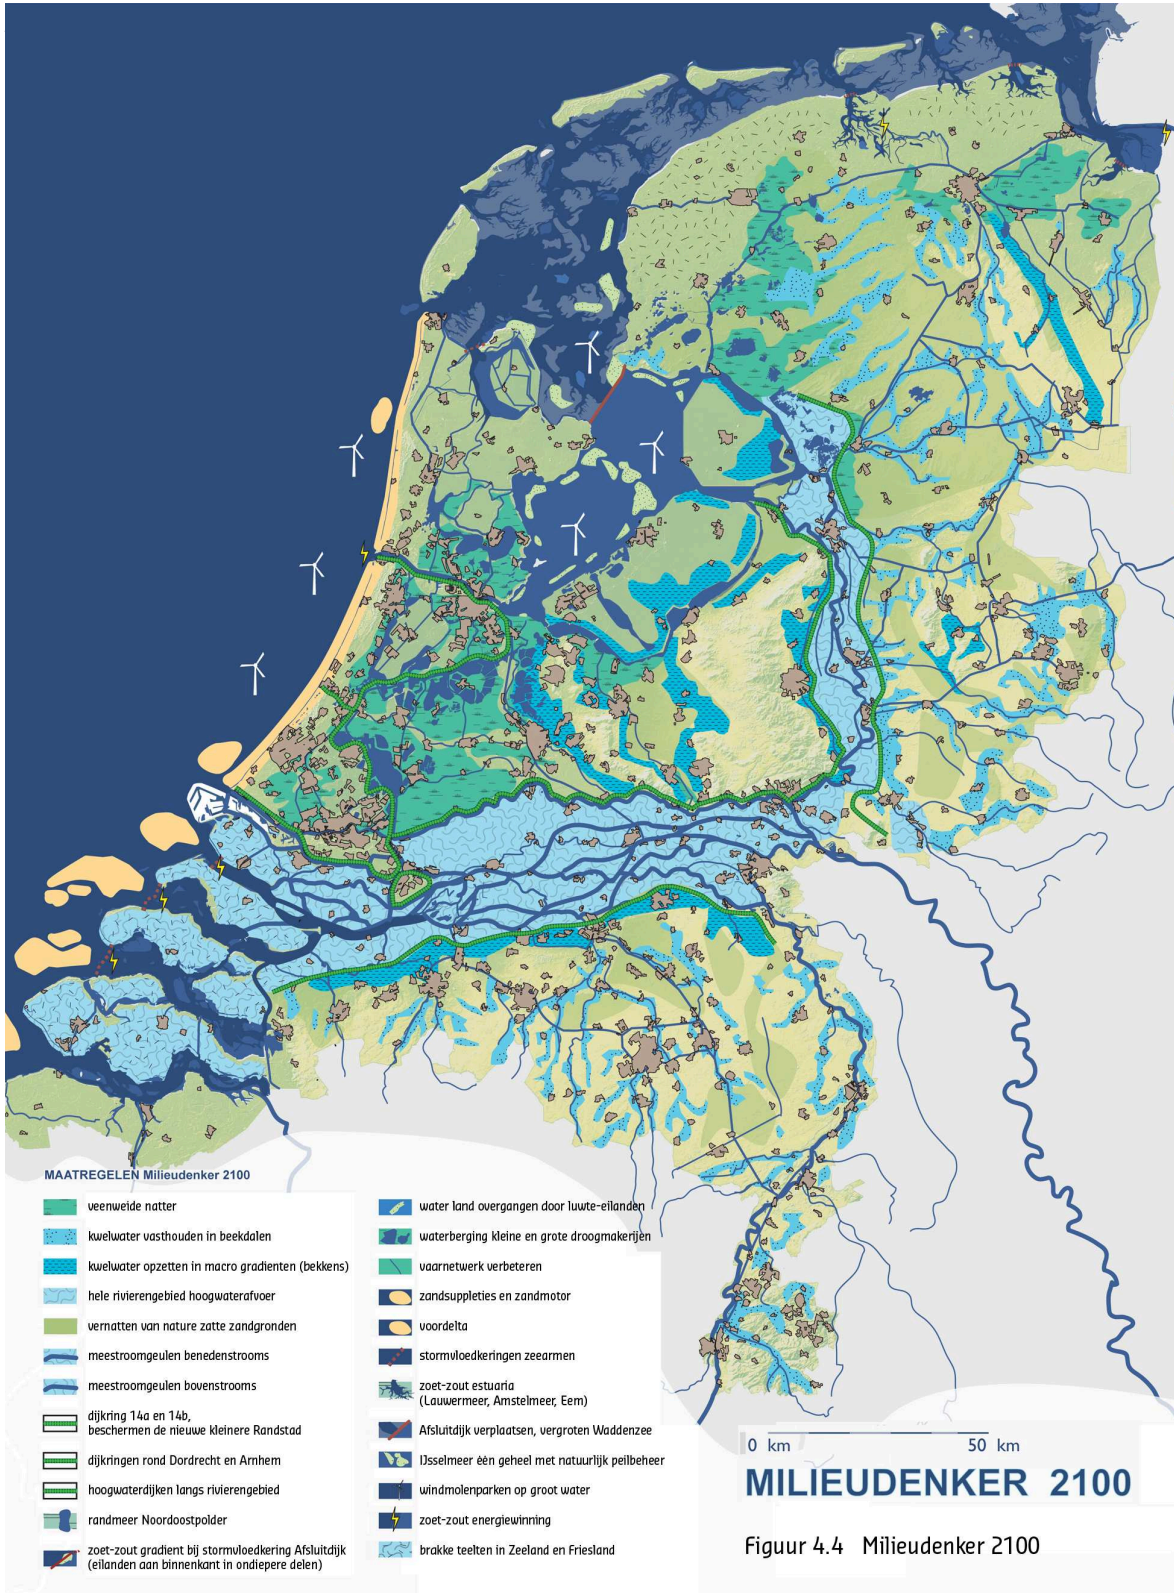 MAATREGELEN Milieudenker 2100
veenweide natter
kwelwater vasthouden in beekdalen
kwelwater opzetten in macro gradienten (bekkens)
hele rivierengebied hoogwaterafvoer
vernatten van nature zatte zandgronden
meestroomgeulen benedenstrooms
meestroomgeulen bovenstrooms
dijkring 14a en 14b,
beschermen de nieuwe kleinere Randstad
dijkringen rond Dordrecht en Arnhem
hoogwaterdijken langs rivierengebied
randmeer Noordoostpolder
zoet-zout gradient bij stormvloedkering Afsluitdijk
(eilanden aan binnenkant in ondiepere delen)
water land overgangen door luwte-eilanden
waterberging kleine en grote droogmakerijen
vaarnetwerk verbeteren
zandsuppleties en zandmotor
voordelta
stormvloedkeringen zeearmen
zoet-zout estuaria
(Lauwermeer, Amstelmeer, Eem)
Afsluitdijk verplaatsen, vergroten Waddenzee
IJsselmeer één geheel met natuurlijk peilbeheer
windmolenparken op groot water
zoet-zout energiewinning
brakke teelten in Zeeland en Friesland
0 km 50 km
MILIEUDENKER 2100
Figuur 4.4 Milieudenker 2100